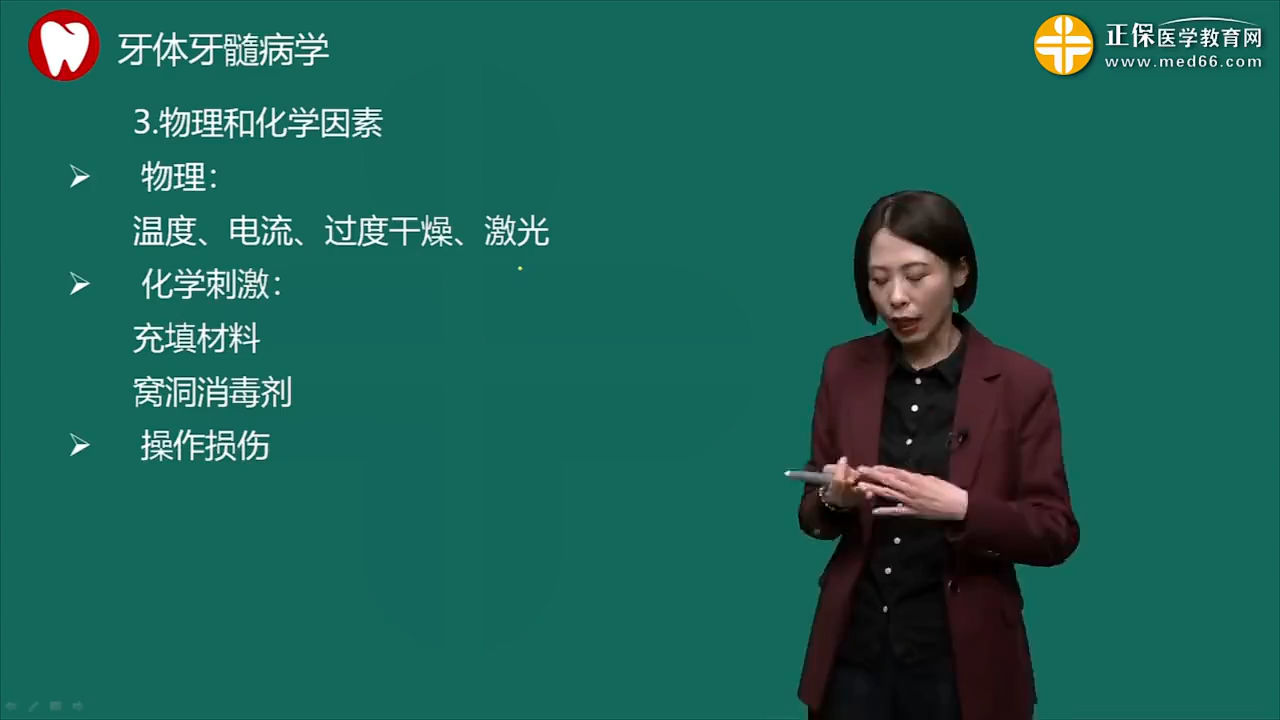 牙体牙髓病学
正保医学教育网
www.med66.com
3.物理和化学因素
物理：
温度、电流、过度干燥、激光
化学刺激：
充填材料
窝洞消毒剂
操作损伤